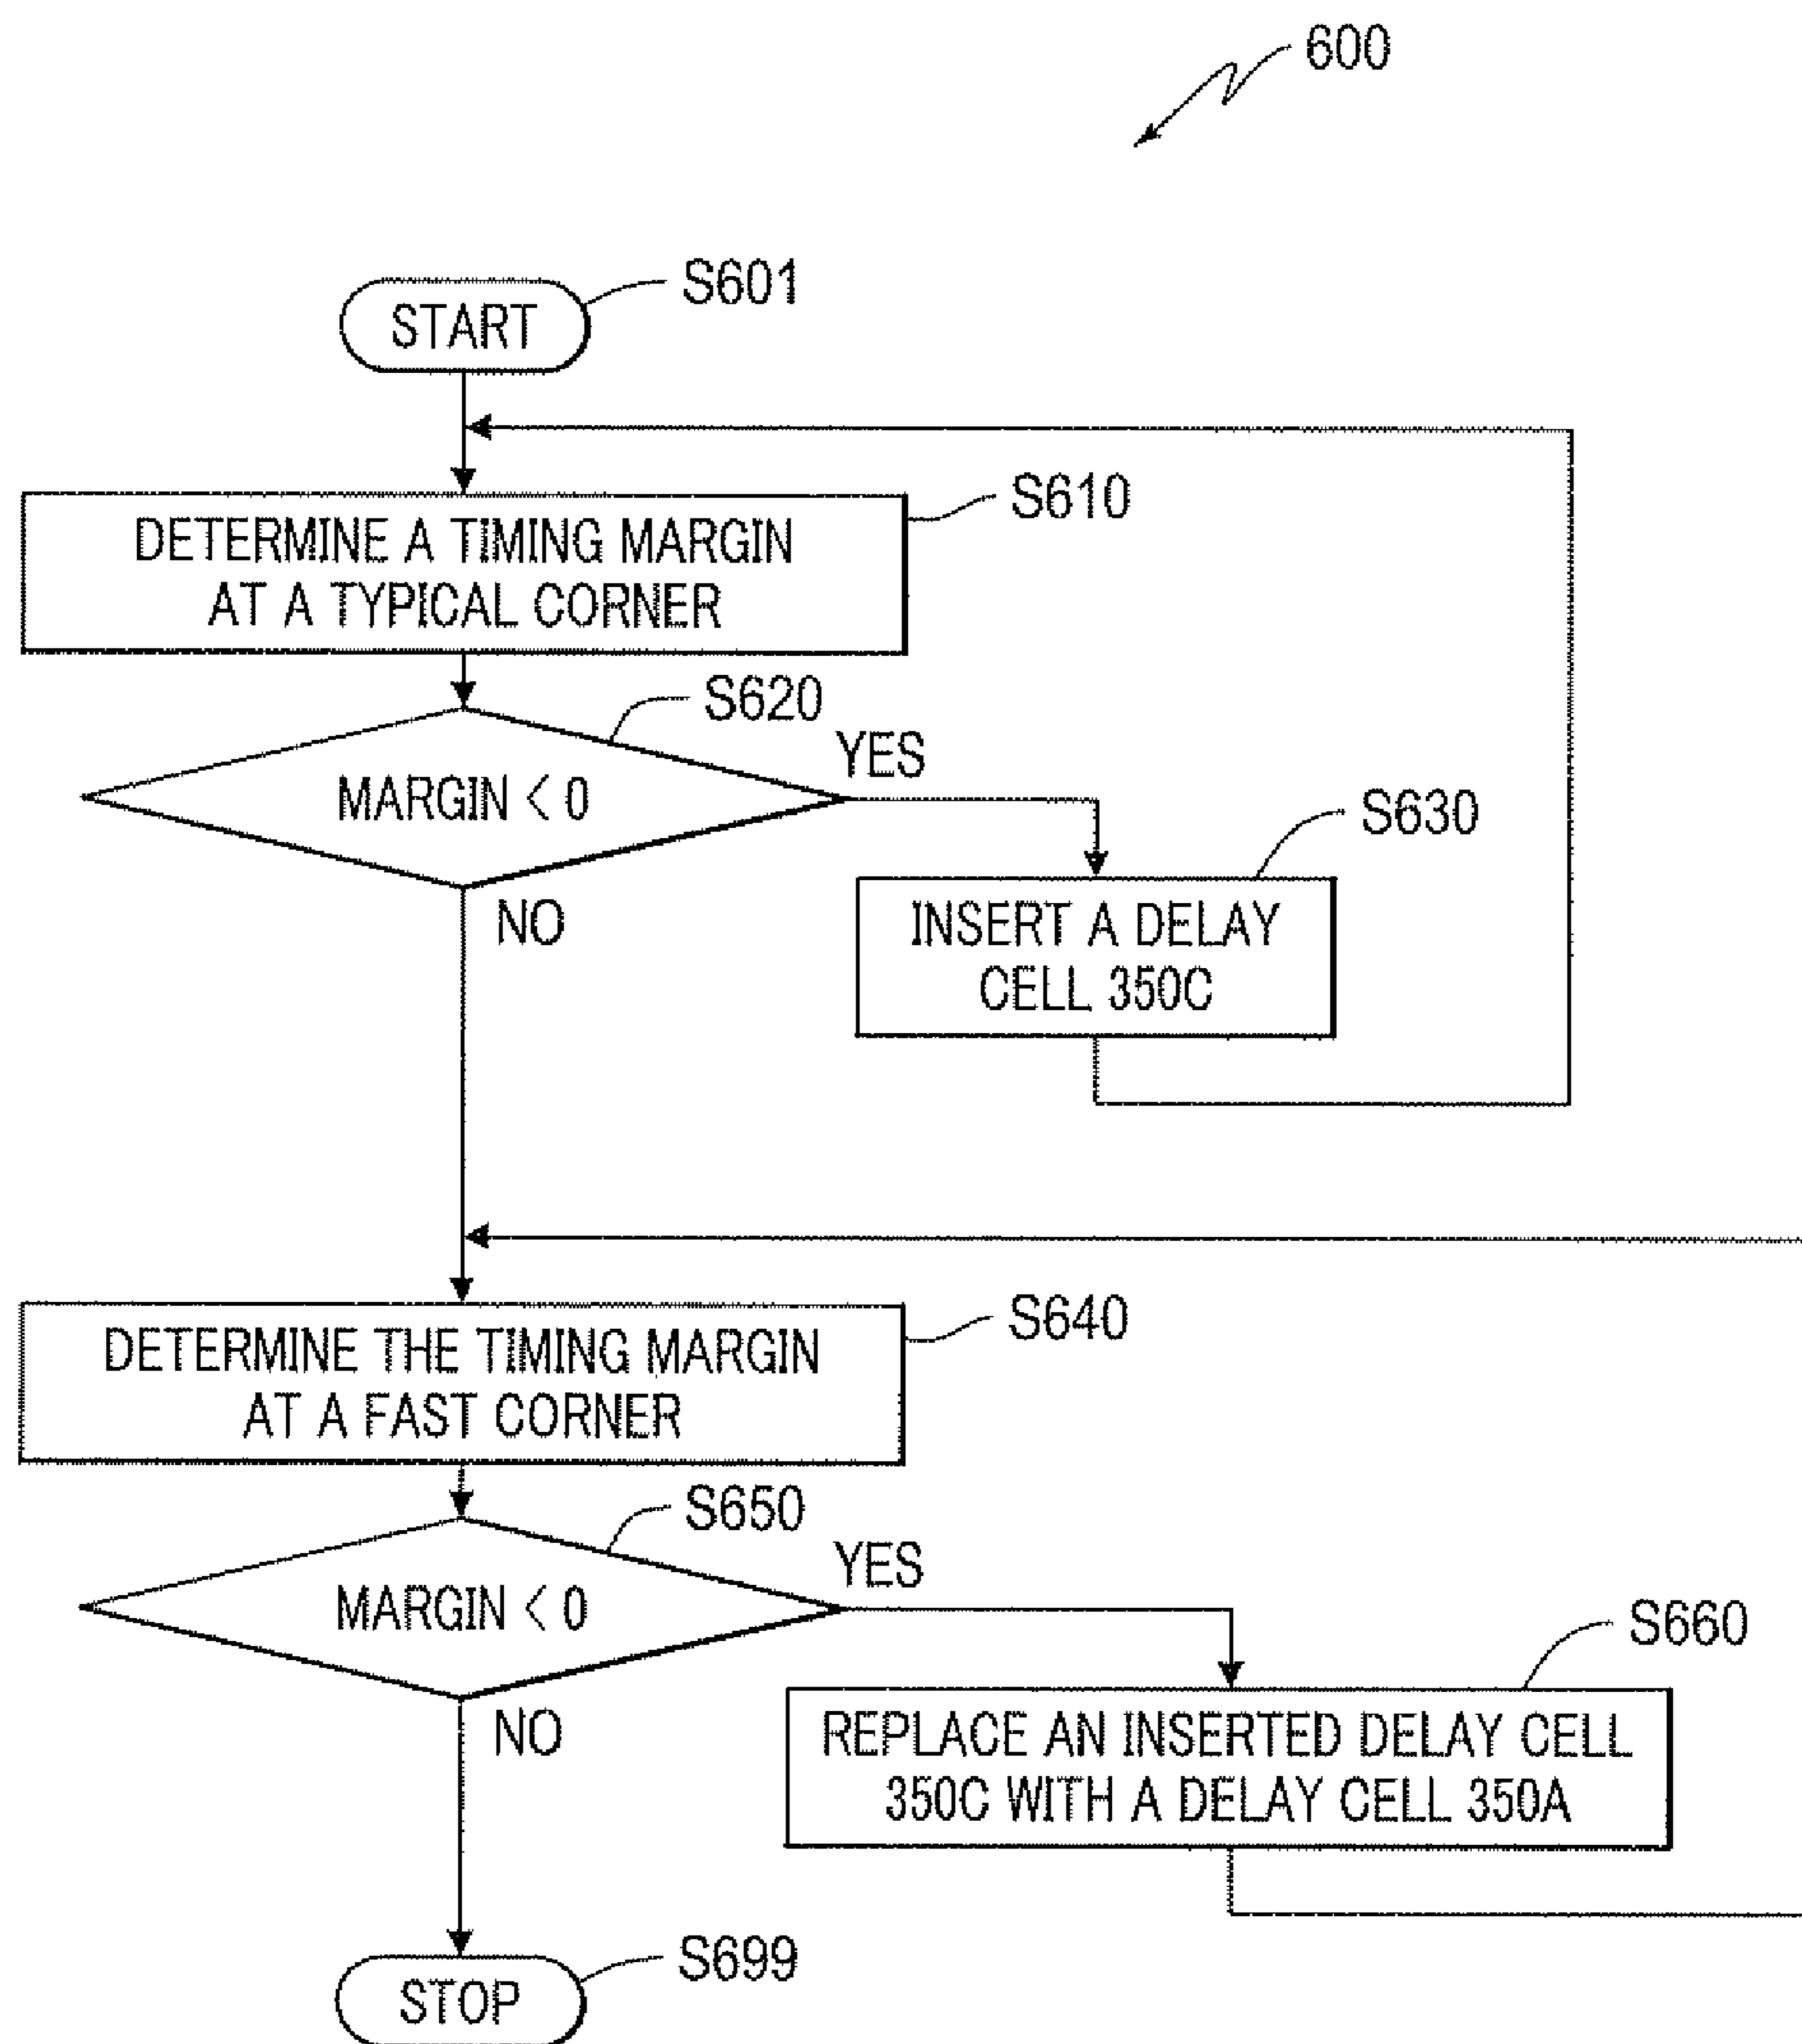 600
S601
START
S610
DETERMINE A TIMING MARGIN
AT A TYPICAL CORNER
S620
YES
MARGIN < 0
S630
NO
INSERT A DELAY
CELL 350C
S640
DETERMINE THE TIMING MARGIN
AT A FAST CORNER
S650
YES
MARGIN < 0
S660
NO
REPLACE AN INSERTED DELAY CELL
350C WITH A DELAY CELL 350A
S699
STOP